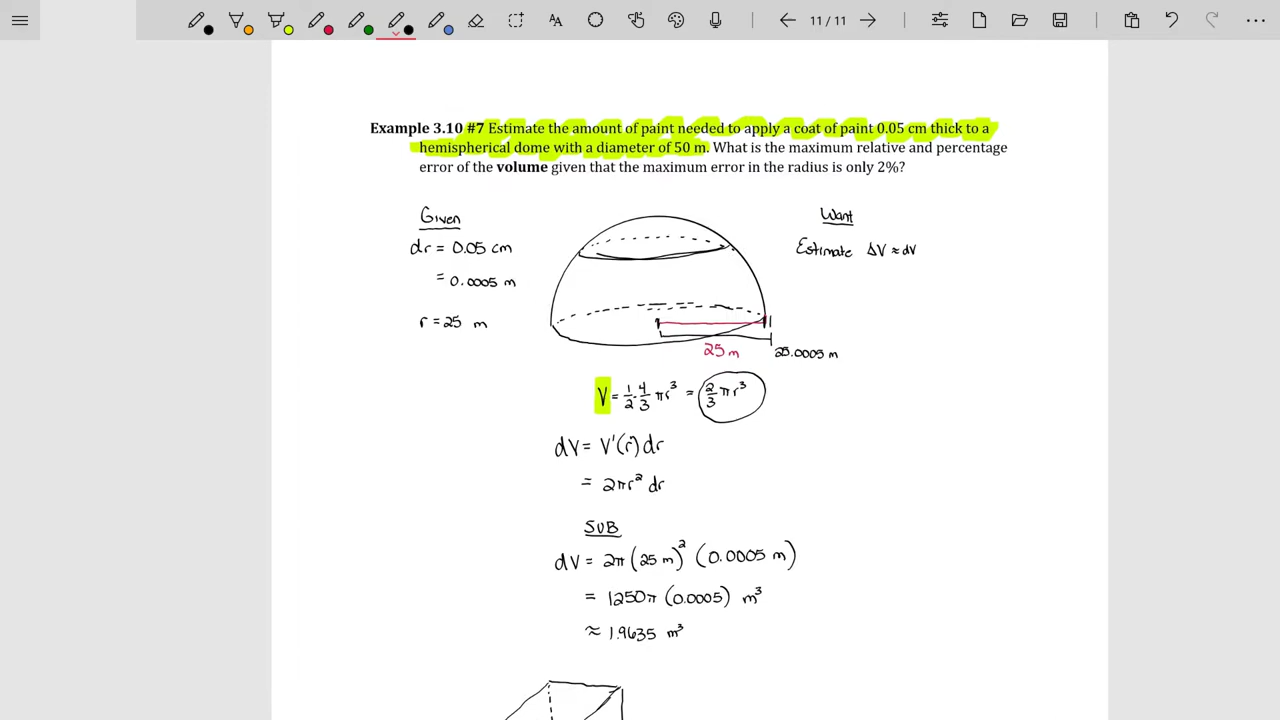 11 / 11
Example 3.10 #7 Estimate the amount of paint needed to apply a coat of paint 0.05 cm thick to a
hemispherical dome with a diameter of 50 m. What is the maximum relative and percentage
error of the volume given that the maximum error in the radius is only 2%?
Given
dr = 0.05 cm
= 0.0005 m
r = 25 m
Want
Estimate ΔV ≈ dV
25 m
25.0005 m
V = 1/2 · 4/3 πr³ = 2/3 πr³
dV = V'(r) dr
= 2πr² dr
SUB
dV = 2π (25 m)² (0.0005 m)
= 1250π (0.0005) m³
≈ 1.9635 m³